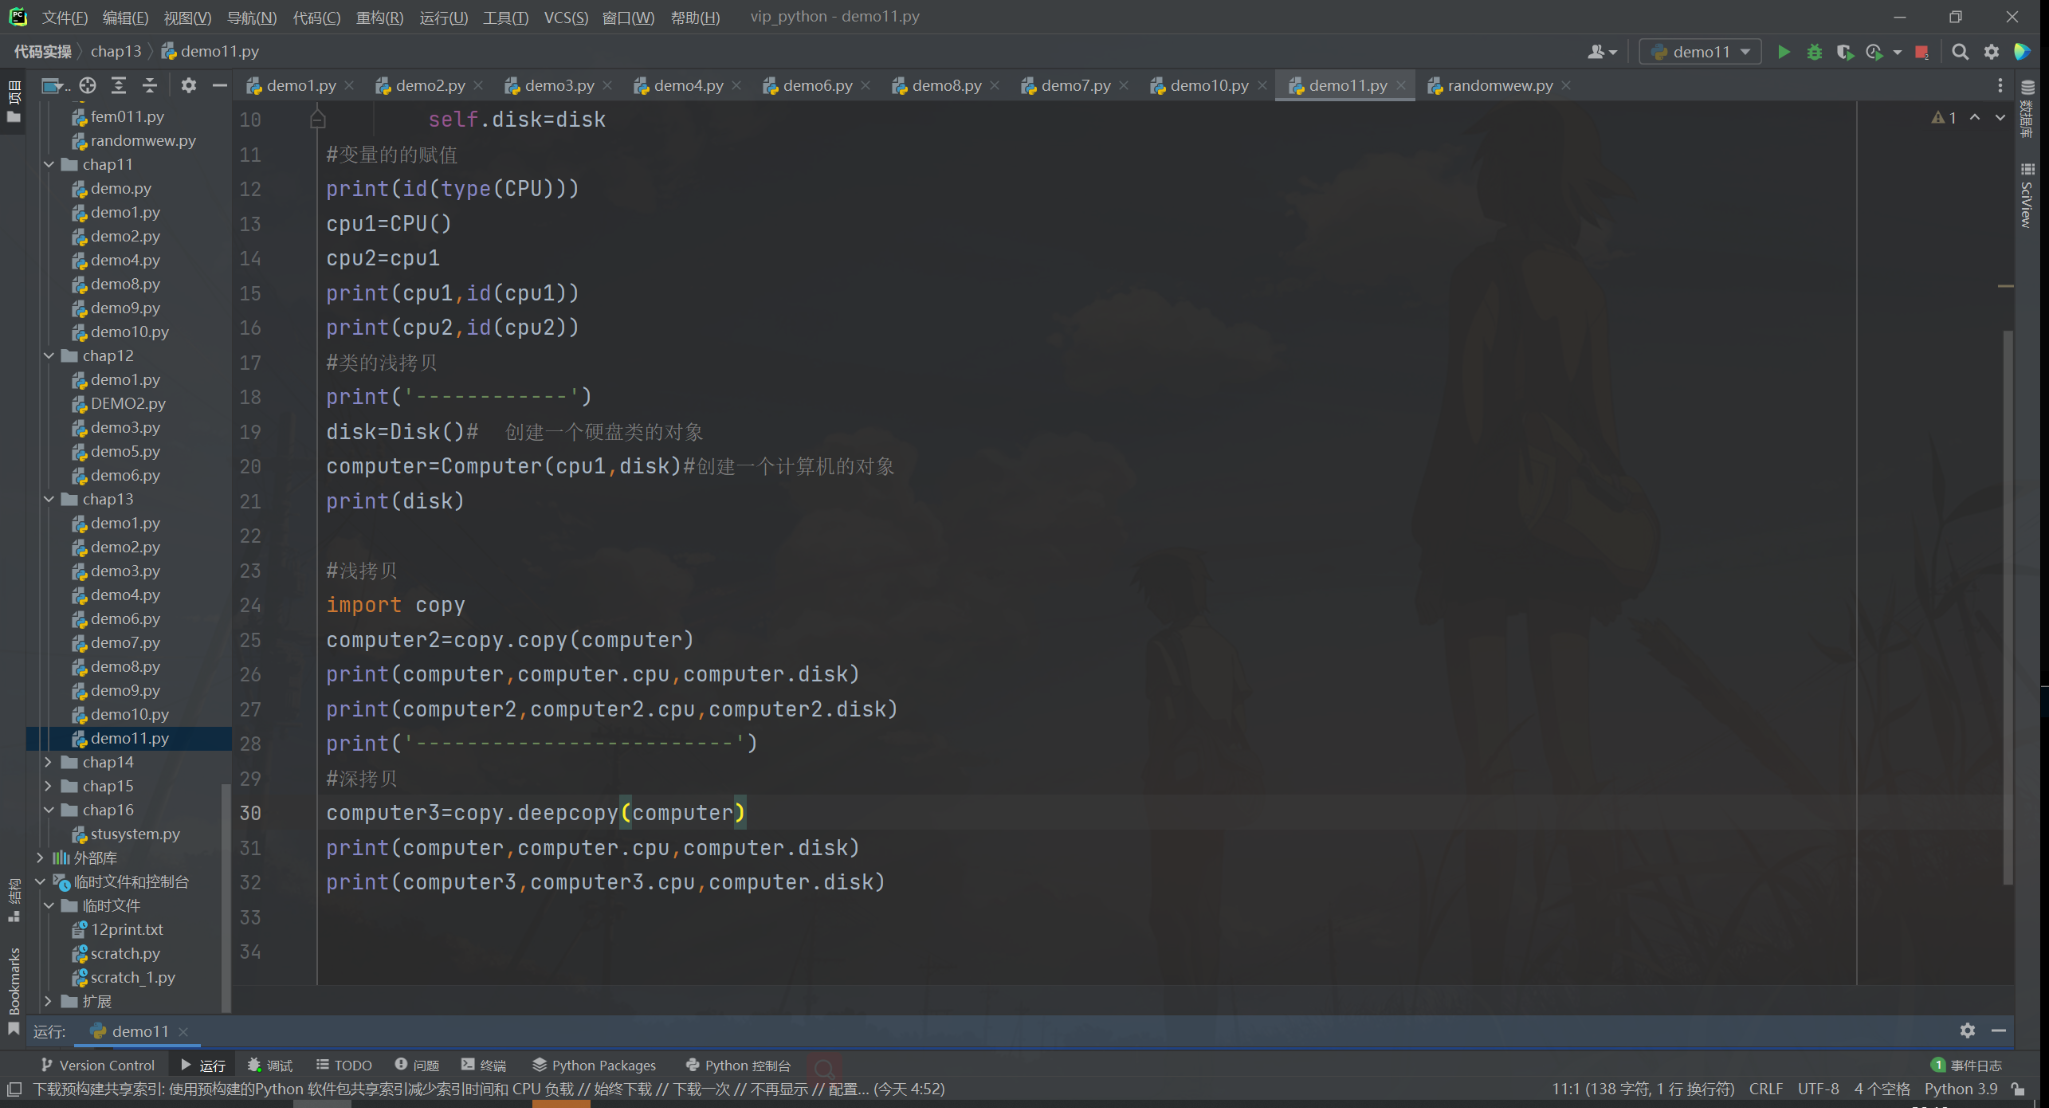 文件(F) 编辑(E) 视图(V) 导航(N) 代码(C) 重构(R) 运行(U) 工具(T) VCS(S) 窗口(W) 帮助(H) vip_python - demo11.py
代码实操 chap13 demo11.py demo11
项目
demo1.py demo2.py demo3.py demo4.py demo6.py demo8.py demo7.py demo10.py demo11.py randomwew.py
fem011.py
randomwew.py
chap11
demo.py
demo1.py
demo2.py
demo4.py
demo8.py
demo9.py
demo10.py
chap12
demo1.py
DEMO2.py
demo3.py
demo5.py
demo6.py
chap13
demo1.py
demo2.py
demo3.py
demo4.py
demo6.py
demo7.py
demo8.py
demo9.py
demo10.py
demo11.py
chap14
chap15
chap16
stusystem.py
外部库
临时文件和控制台
临时文件
12print.txt
scratch.py
scratch_1.py
扩展
结构
Bookmarks
10 self.disk=disk
11 #变量的的赋值
12 print(id(type(CPU)))
13 cpu1=CPU()
14 cpu2=cpu1
15 print(cpu1,id(cpu1))
16 print(cpu2,id(cpu2))
17 #类的浅拷贝
18 print('------------')
19 disk=Disk()#  创建一个硬盘类的对象
20 computer=Computer(cpu1,disk)#创建一个计算机的对象
21 print(disk)
22
23 #浅拷贝
24 import copy
25 computer2=copy.copy(computer)
26 print(computer,computer.cpu,computer.disk)
27 print(computer2,computer2.cpu,computer2.disk)
28 print('-------------------------')
29 #深拷贝
30 computer3=copy.deepcopy(computer)
31 print(computer,computer.cpu,computer.disk)
32 print(computer3,computer3.cpu,computer.disk)
33
34
1
数据库
SciView
运行: demo11
Version Control 运行 调试 TODO 问题 终端 Python Packages Python 控制台 1 事件日志
下载预构建共享索引: 使用预构建的Python 软件包共享索引减少索引时间和 CPU 负载 // 始终下载 // 下载一次 // 不再显示 // 配置... (今天 4:52) 11:1 (138 字符, 1 行 换行符) CRLF UTF-8 4 个空格 Python 3.9